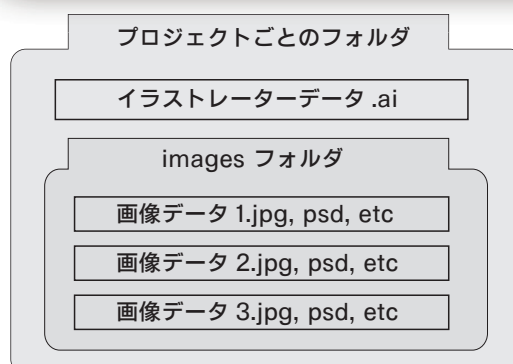 プロジェクトごとのフォルダ
イラストレーターデータ.ai
images フォルダ
画像データ1.jpg, psd, etc
画像データ2.jpg, psd, etc
画像データ3.jpg, psd, etc